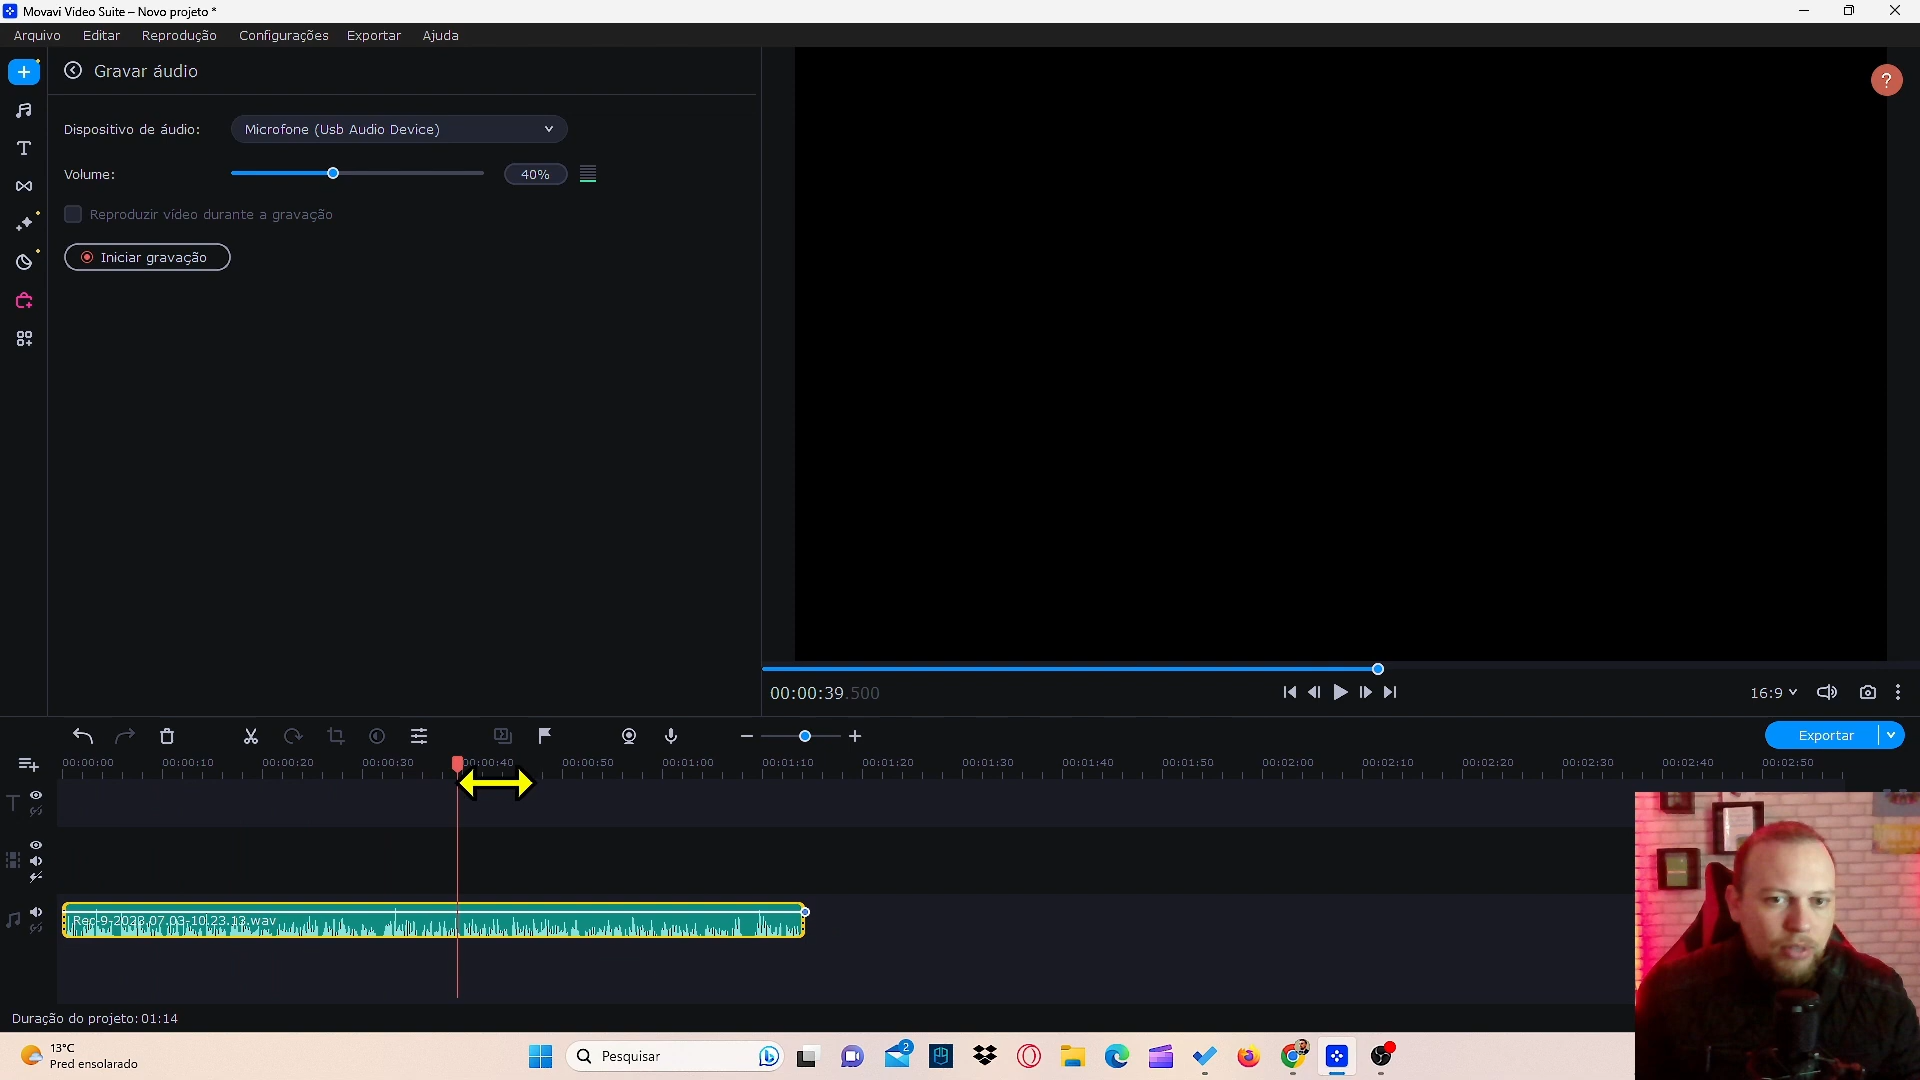 Movavi Video Suite – Novo projeto *
Arquivo Editar Reprodução Configurações Exportar Ajuda
Gravar áudio
Dispositivo de áudio: Microfone (Usb Audio Device)
Volume: 40%
Reproduzir vídeo durante a gravação
Iniciar gravação
?
00:00:39.500
16:9
Exportar
00:00:00 00:00:10 00:00:20 00:00:30 00:00:40 00:00:50 00:01:00 00:01:10 00:01:20 00:01:30 00:01:40 00:01:50 00:02:00 00:02:10 00:02:20 00:02:30 00:02:40 00:02:50
Rec-9-2023.07.03-10.23.13.wav
Duração do projeto: 01:14
13°C
Pred ensolarado
Pesquisar
2